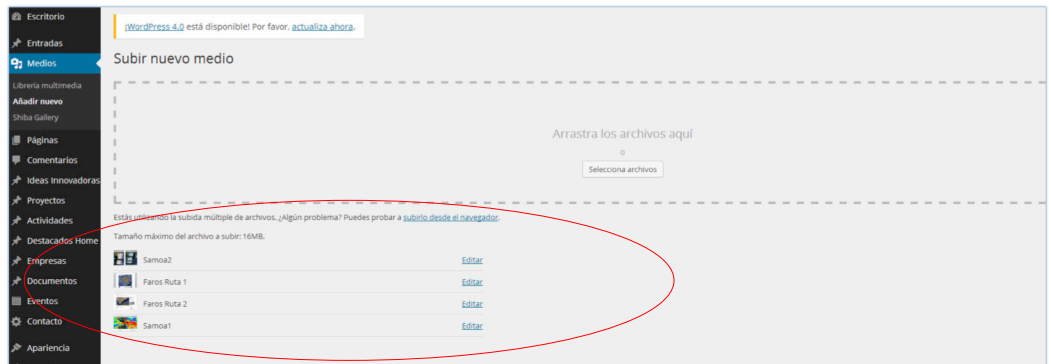 Escritorio
Entradas
Medios
Librería multimedia
Añadir nuevo
Shiba Gallery
Páginas
Comentarios
Ideas Innovadoras
Proyectos
Actividades
Destacados Home
Empresas
Documentos
Eventos
Contacto
Apariencia
¡WordPress 4.0 está disponible! Por favor, actualiza ahora.
Subir nuevo medio
Arrastra los archivos aquí
o
Selecciona archivos
Estás utilizando la subida múltiple de archivos. ¿Algún problema? Puedes probar a subirlo desde el navegador.
Tamaño máximo del archivo a subir: 16MB.
Samoa2 Editar
Faros Ruta 1 Editar
Faros Ruta 2 Editar
Samoa1 Editar